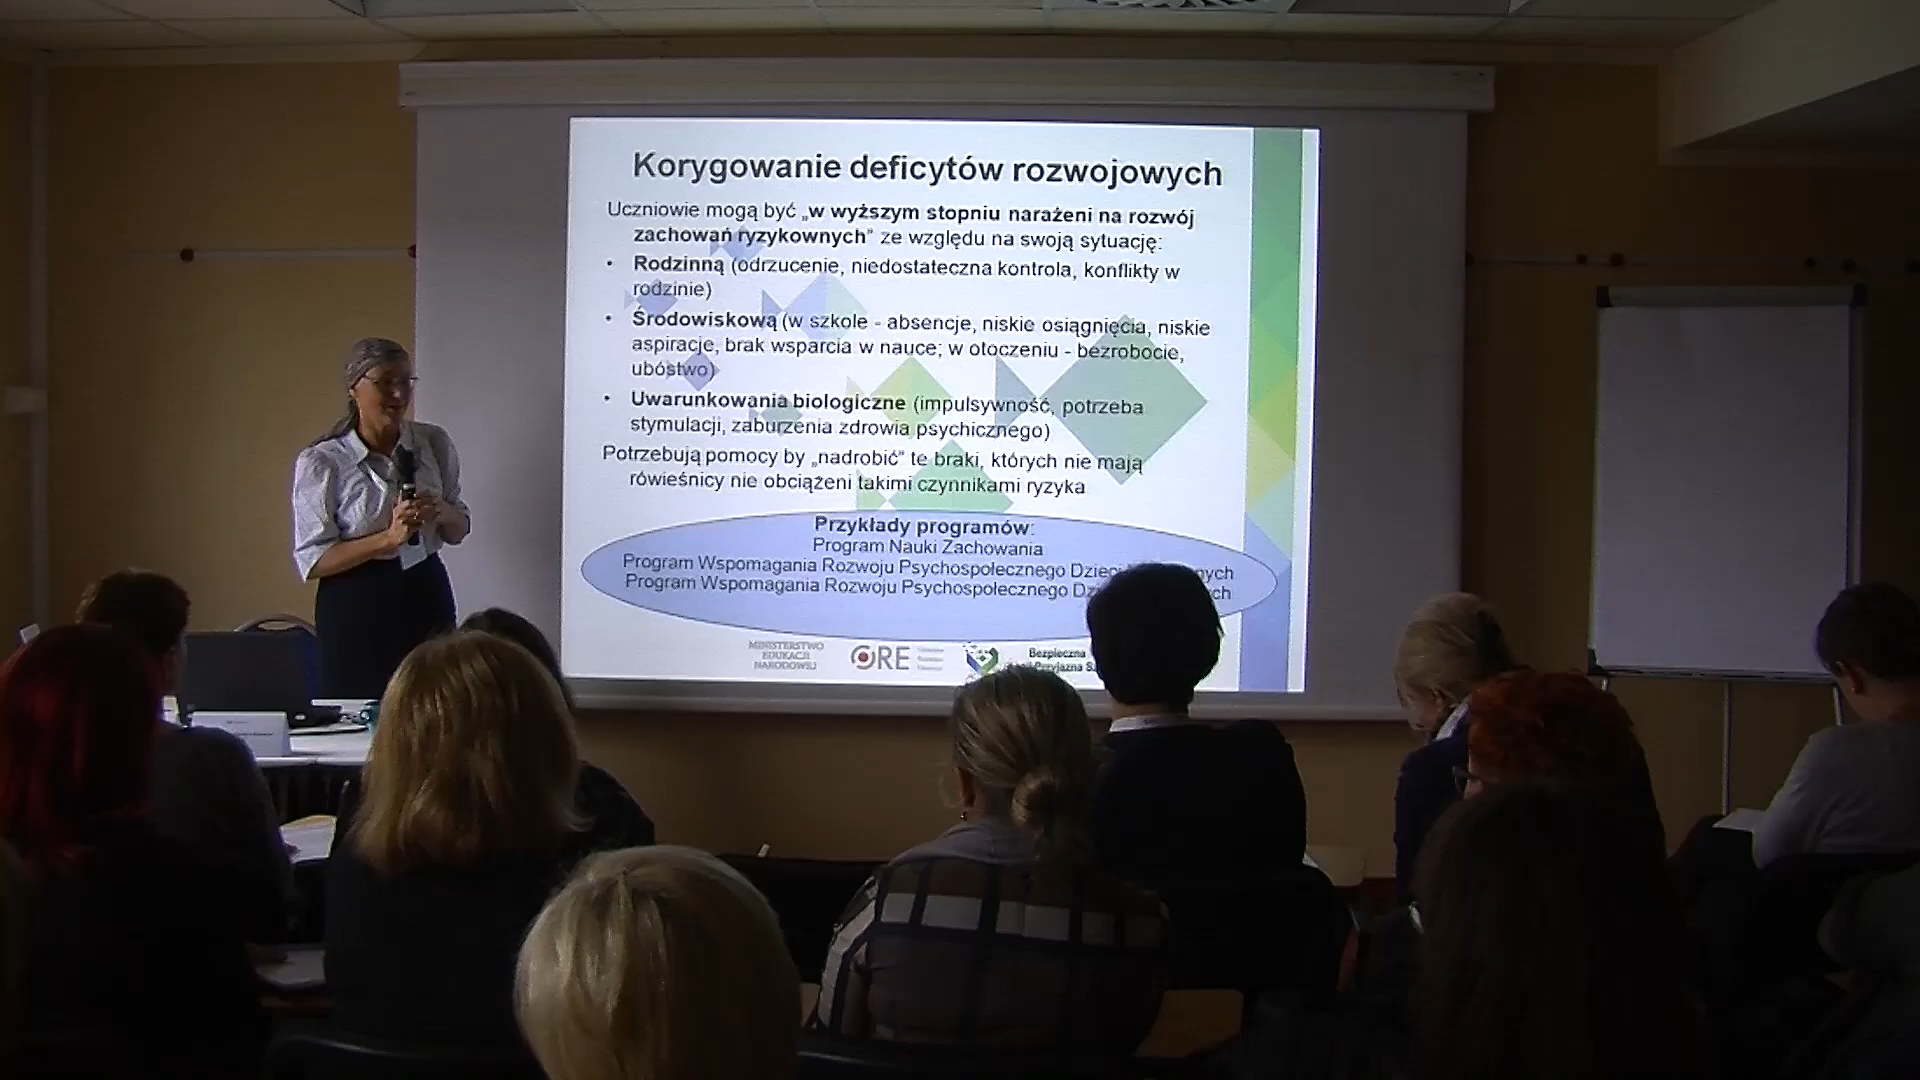 Korygowanie deficytów rozwojowych
Uczniowie mogą być „w wyższym stopniu narażeni na rozwój
zachowań ryzykownych" ze względu na swoją sytuację:
• Rodzinną (odrzucenie, niedostateczna kontrola, konflikty w
rodzinie)
• Środowiskową (w szkole - absencje, niskie osiągnięcia, niskie
aspiracje, brak wsparcia w nauce; w otoczeniu - bezrobocie,
ubóstwo)
• Uwarunkowania biologiczne (impulsywność, potrzeba
stymulacji, zaburzenia zdrowia psychicznego)
Potrzebują pomocy by „nadrobić" te braki, których nie mają
rówieśnicy nie obciążeni takimi czynnikami ryzyka
Przykłady programów:
Program Nauki Zachowania
Program Wspomagania Rozwoju Psychospołecznego Dzieci
Program Wspomagania Rozwoju Psychospołecznego
MINISTERSTWO
EDUKACJI
NARODOWEJ
ORE
Bezpieczna
Przyjazna